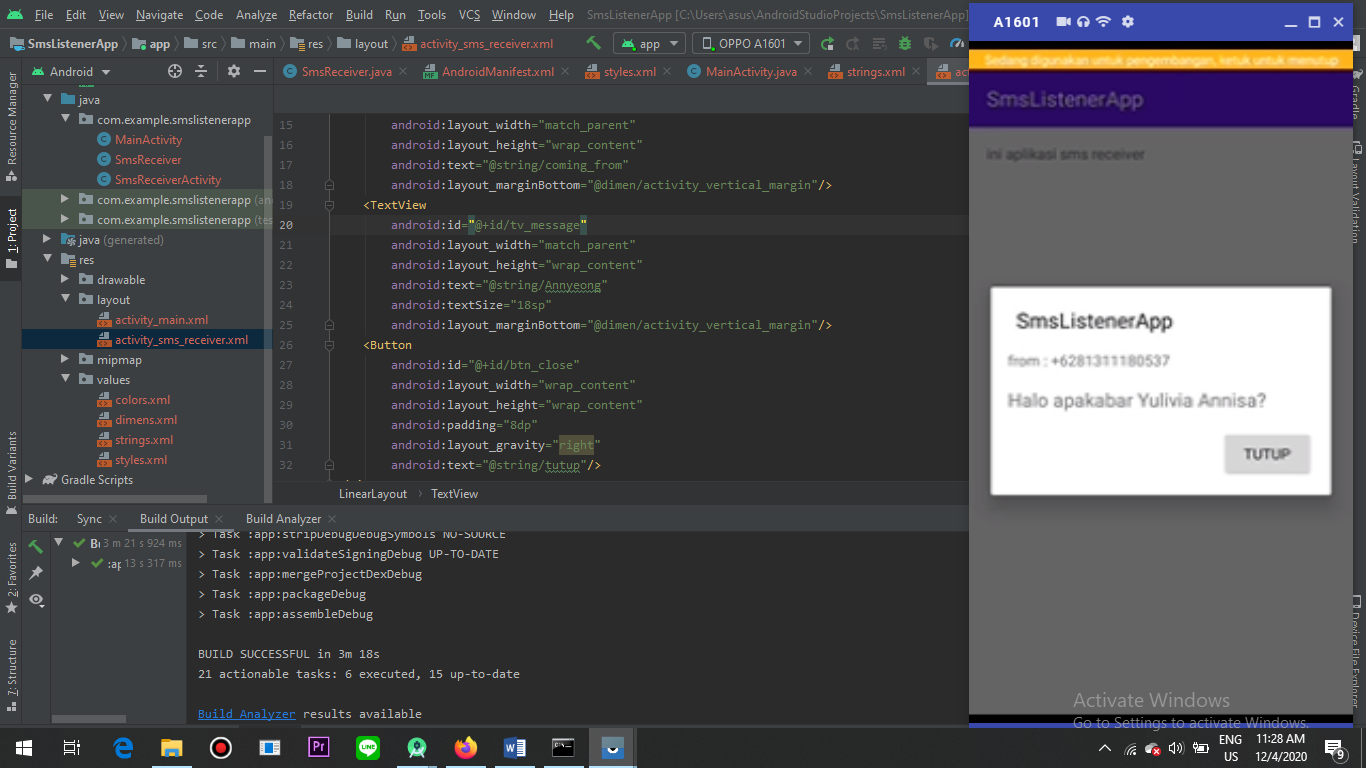 File Edit View Navigate Code Analyze Refactor Build Run Tools VCS Window Help SmsListenerApp [C:\Users\asus\AndroidStudioProjects\SmsListenerApp]
SmsListenerApp app src main res layout activity_sms_receiver.xml
app OPPO A1601
Android
SmsReceiver.java AndroidManifest.xml styles.xml MainActivity.java strings.xml
Resource Manager
1: Project
Build Variants
2: Favorites
7: Structure
java
com.example.smslistenerapp
MainActivity
SmsReceiver
SmsReceiverActivity
com.example.smslistenerapp
com.example.smslistenerapp
java (generated)
res
drawable
layout
activity_main.xml
activity_sms_receiver.xml
mipmap
values
colors.xml
dimens.xml
strings.xml
styles.xml
Gradle Scripts
15 android:layout_width="match_parent"
16 android:layout_height="wrap_content"
17 android:text="@string/coming_from"
18 android:layout_marginBottom="@dimen/activity_vertical_margin"/>
19 <TextView
20 android:id="@+id/tv_message"
21 android:layout_width="match_parent"
22 android:layout_height="wrap_content"
23 android:text="@string/Annyeong"
24 android:textSize="18sp"
25 android:layout_marginBottom="@dimen/activity_vertical_margin"/>
26 <Button
27 android:id="@+id/btn_close"
28 android:layout_width="wrap_content"
29 android:layout_height="wrap_content"
30 android:padding="8dp"
31 android:layout_gravity="right"
32 android:text="@string/tutup"/>
LinearLayout TextView
Build: Sync Build Output Build Analyzer
3 m 21 s 924 ms
13 s 317 ms
> Task :app:stripDebugDebugSymbols NO-SOURCE
> Task :app:validateSigningDebug UP-TO-DATE
> Task :app:mergeProjectDexDebug
> Task :app:packageDebug
> Task :app:assembleDebug
BUILD SUCCESSFUL in 3m 18s
21 actionable tasks: 6 executed, 15 up-to-date
Build Analyzer results available
A1601
Sedang digunakan untuk pengembangan, ketuk untuk menutup
SmsListenerApp
ini aplikasi sms receiver
SmsListenerApp
from : +6281311180537
Halo apakabar Yulivia Annisa?
TUTUP
Layout Validation
Device File Explorer
Activate Windows
Go to Settings to activate Windows.
Pr
LINE
W
ENG
US
11:28 AM
12/4/2020
9